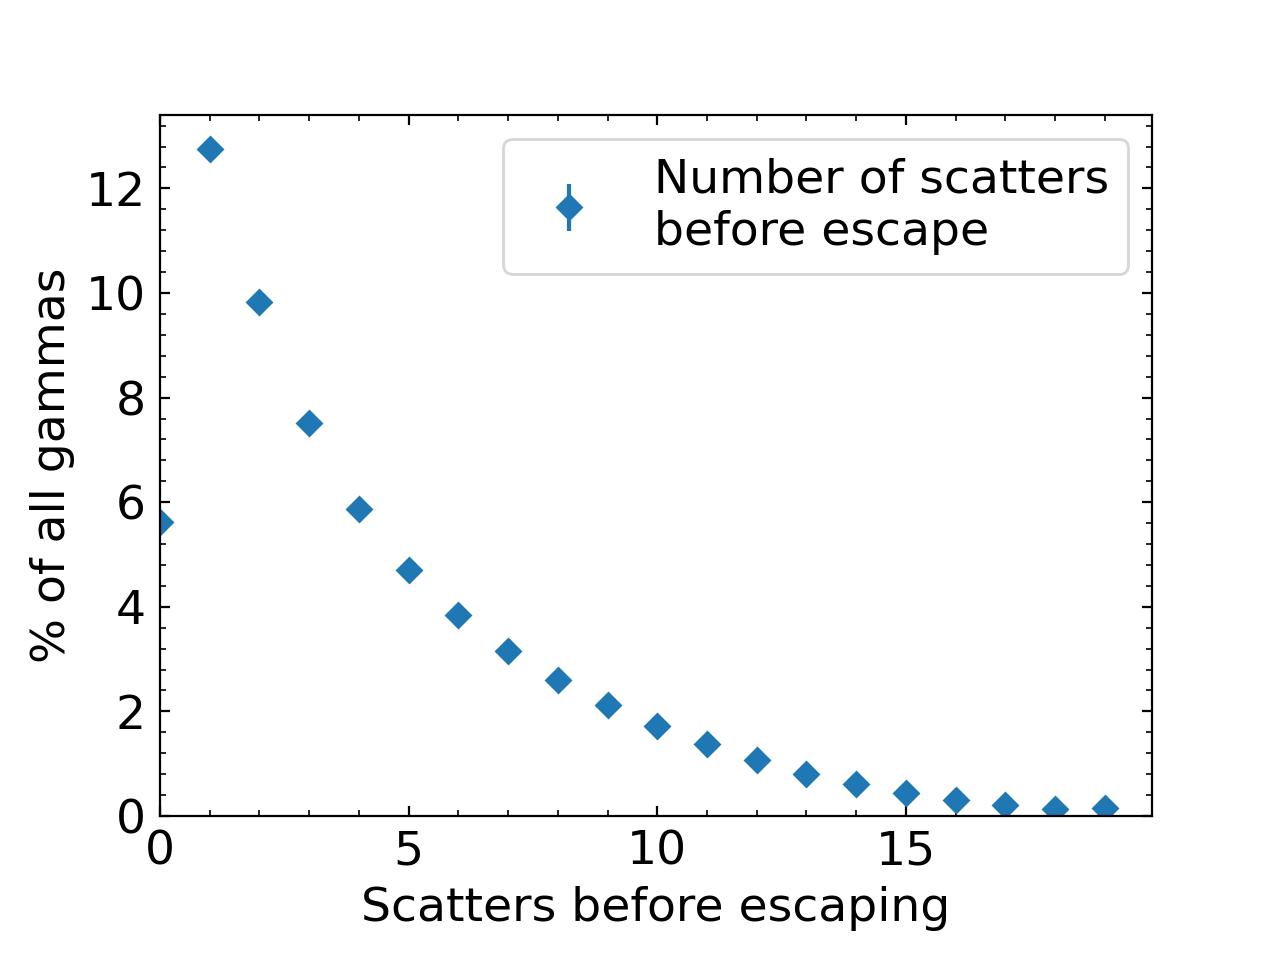 Number of scatters
before escape
12
10
8
6
4
2
0
% of all gammas
0 5 10 15
Scatters before escaping